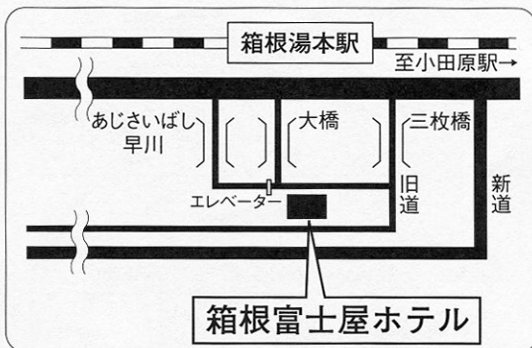 箱根湯本駅
至小田原駅→
あじさいばし
早川
大橋
三枚橋
エレベーター
旧道
新道
箱根富士屋ホテル